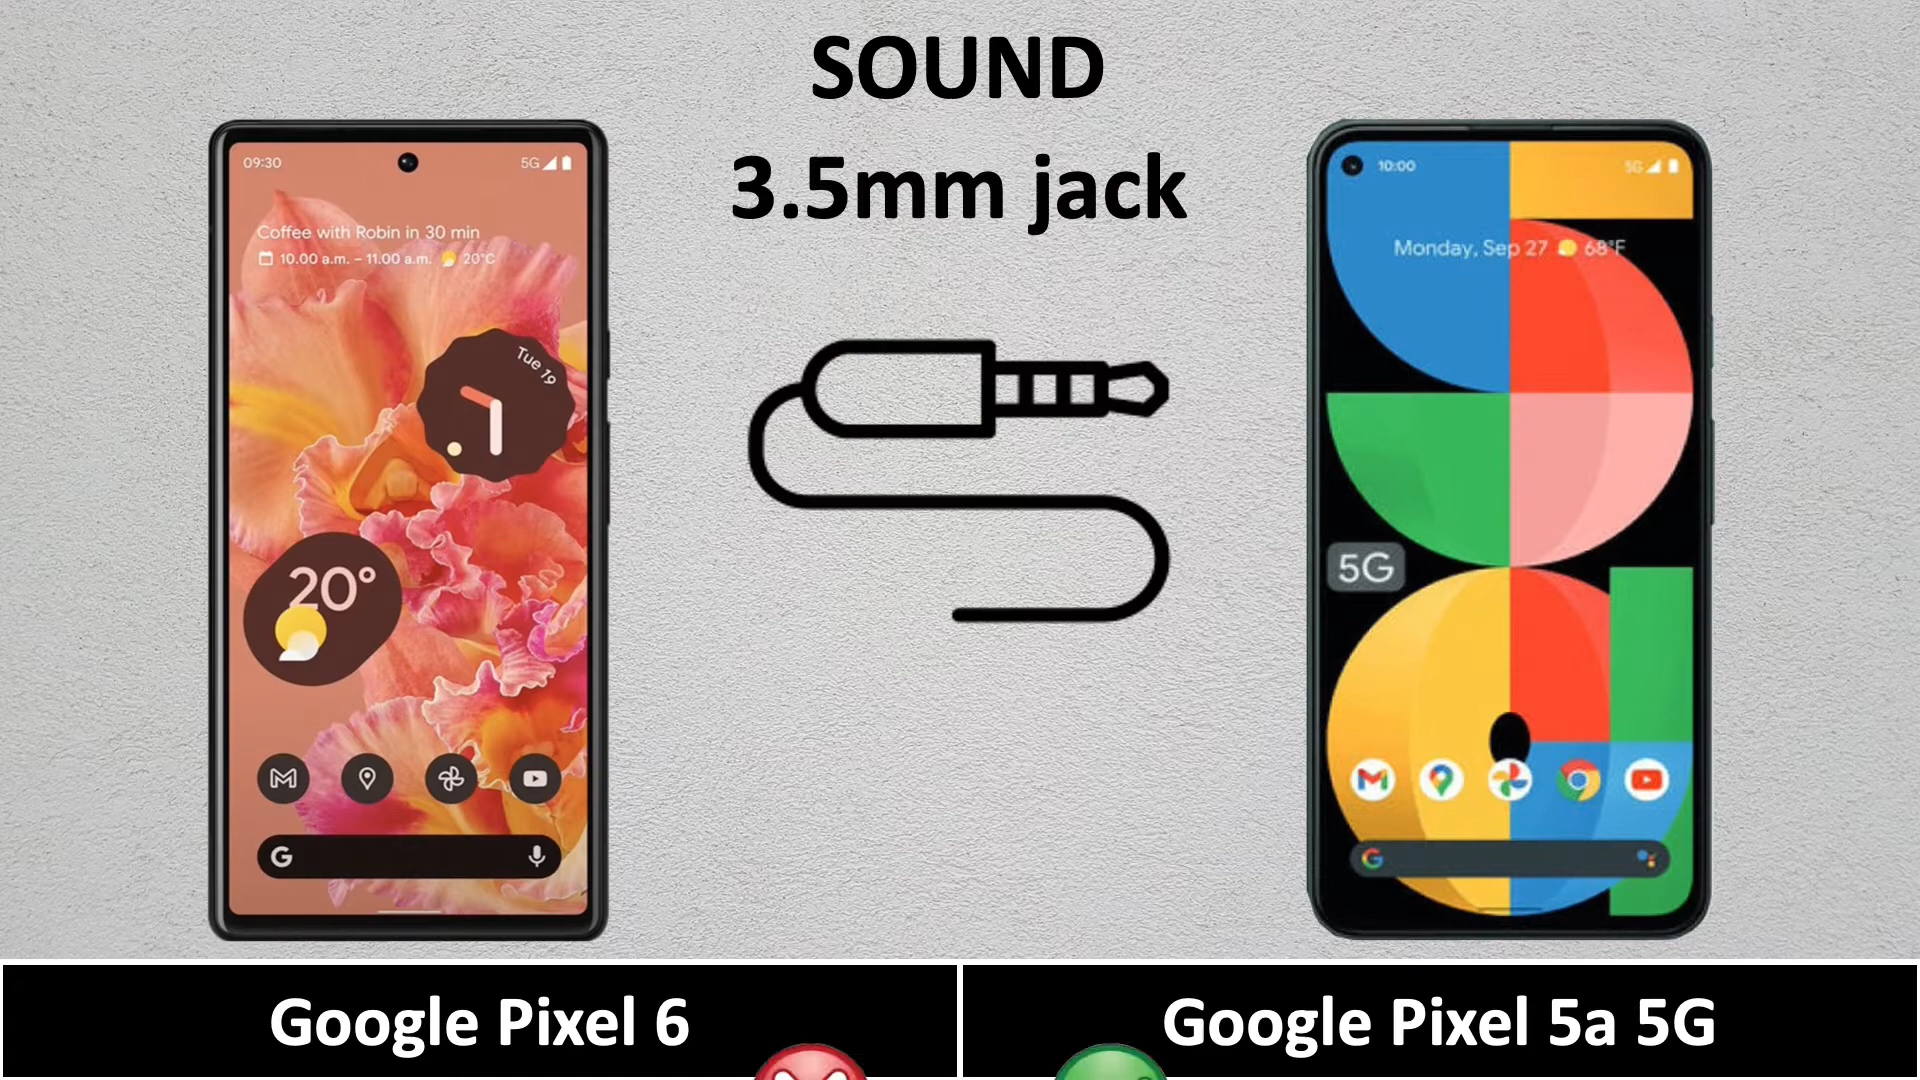 SOUND
3.5mm jack
09:30
5G
Coffee with Robin in 30 min
10.00 a.m. – 11.00 a.m. 20°C
Tue 19
20°
G
10:00
5G
Monday, Sep 27 68°F
5G
G
Google Pixel 6
Google Pixel 5a 5G